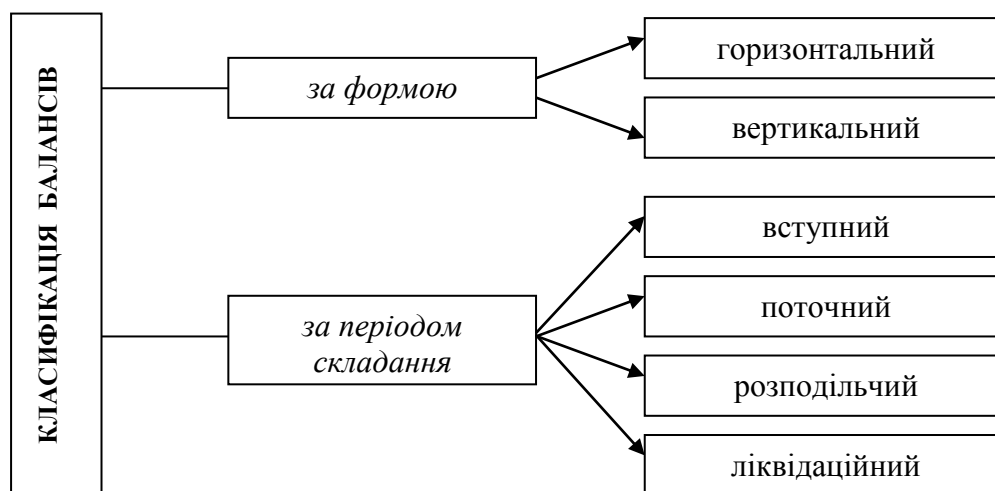 КЛАСИФІКАЦІЯ БАЛАНСІВ
за формою
горизонтальний
вертикальний
за періодом
складання
вступний
поточний
розподільчий
ліквідаційний